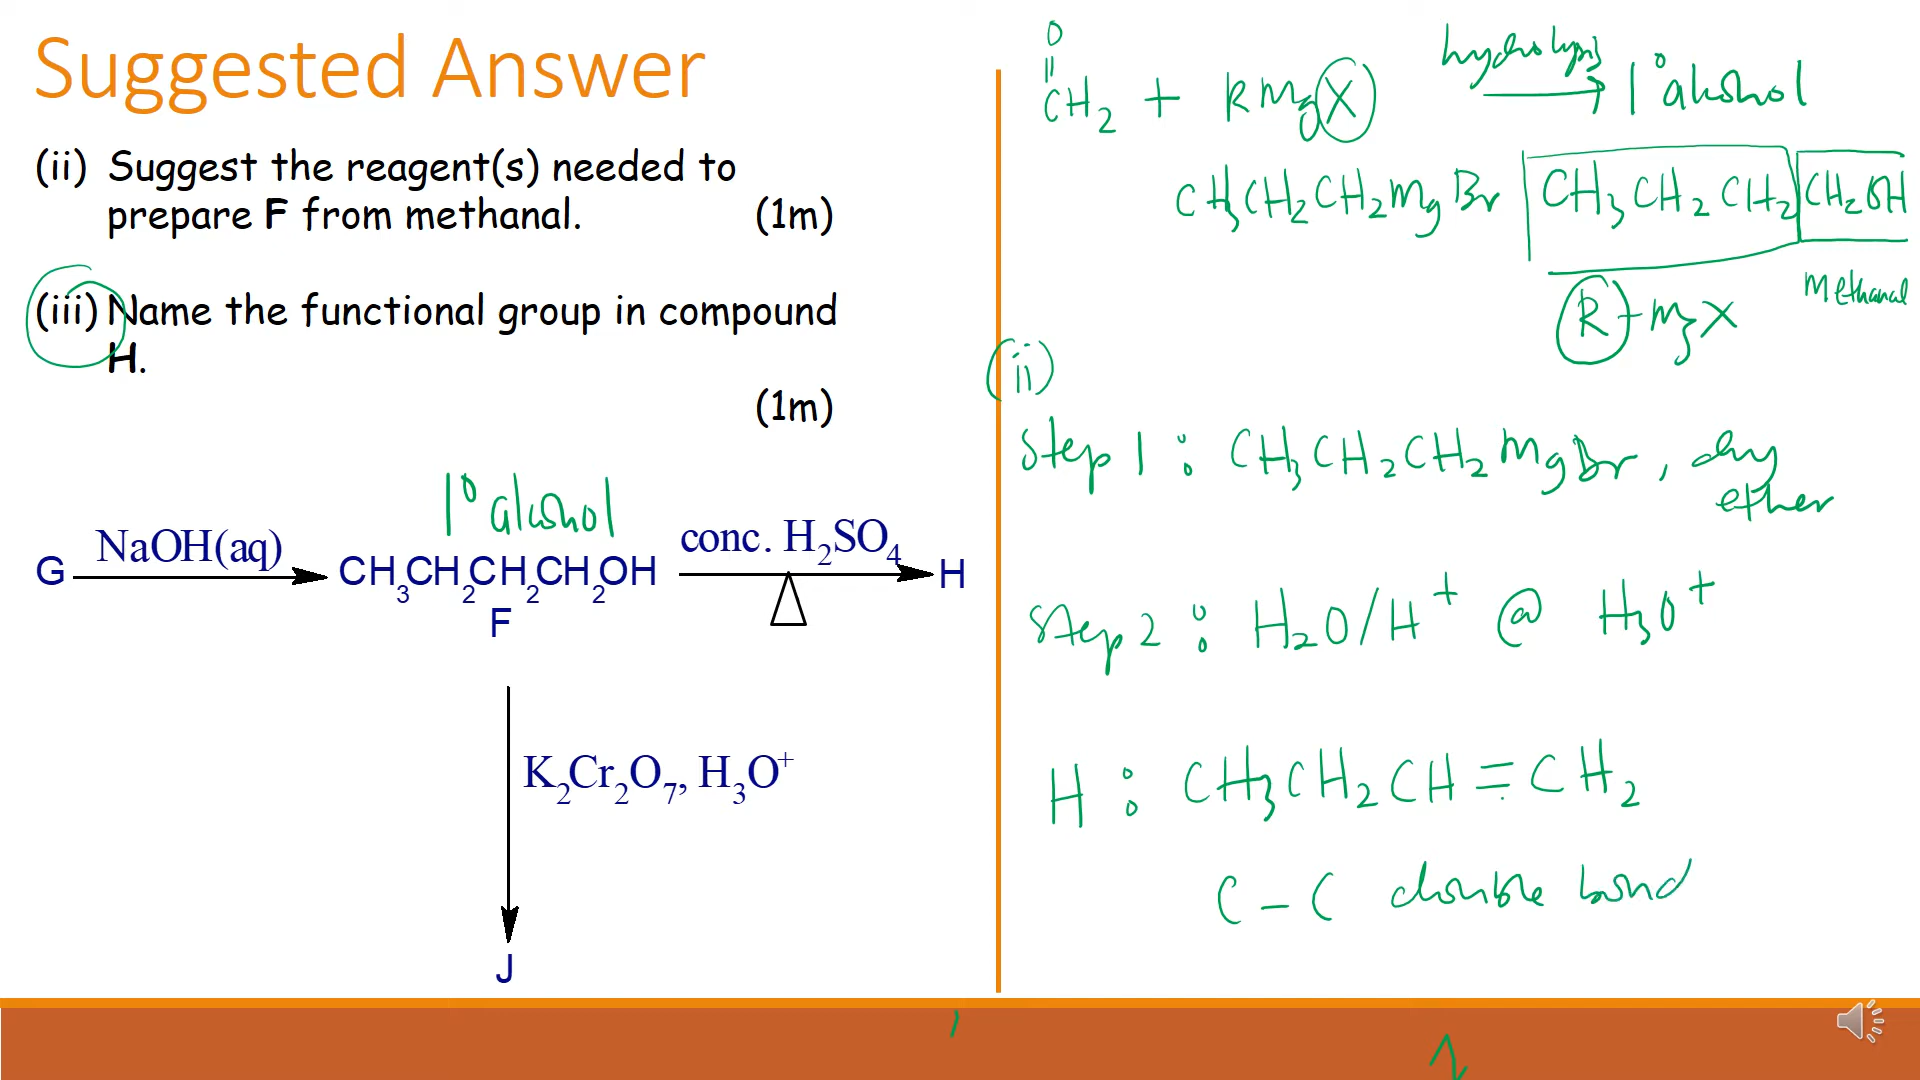 Suggested Answer
(ii) Suggest the reagent(s) needed to
prepare F from methanal. (1m)
(iii) Name the functional group in compound
H.
(1m)
1° alcohol
G NaOH(aq) CH3CH2CH2CH2OH conc. H2SO4 H
F
Δ
K2Cr2O7, H3O+
J
O
||
CH2 + RMgX hydrolysis 1° alcohol
CH3CH2CH2MgBr CH3CH2CH2 CH2OH
R-MgX Methanal
(ii)
Step 1 : CH3CH2CH2MgBr, dry
ether
Step 2 : H2O/H+ @ H3O+
H : CH3CH2CH=CH2
C-C double bond